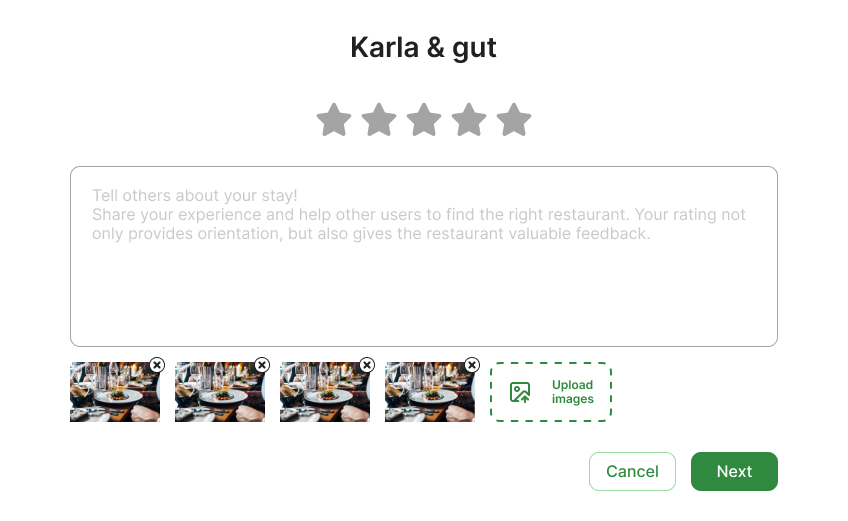 Karla & gut
Tell others about your stay!
Share your experience and help other users to find the right restaurant. Your rating not
only provides orientation, but also gives the restaurant valuable feedback.
Upload
images
Cancel
Next